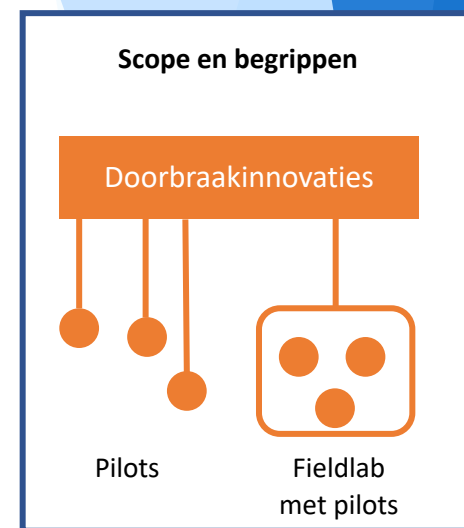 Scope en begrippen
Doorbraakinnovaties
Pilots
Fieldlab
met pilots